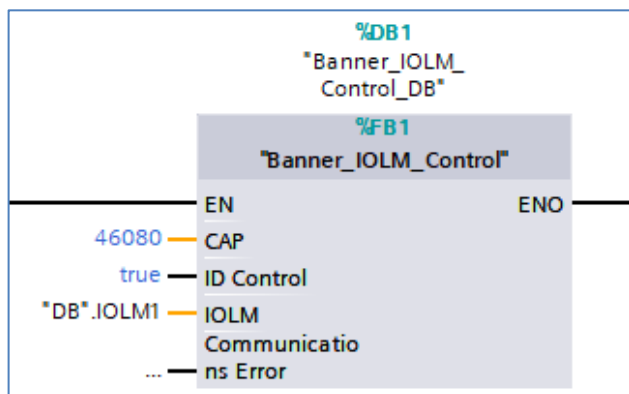 %DB1
"Banner_IOLM_
Control_DB"
%FB1
"Banner_IOLM_Control"
EN ENO
46080 CAP
true ID Control
"DB".IOLM1 IOLM
Communicatio
... ns Error